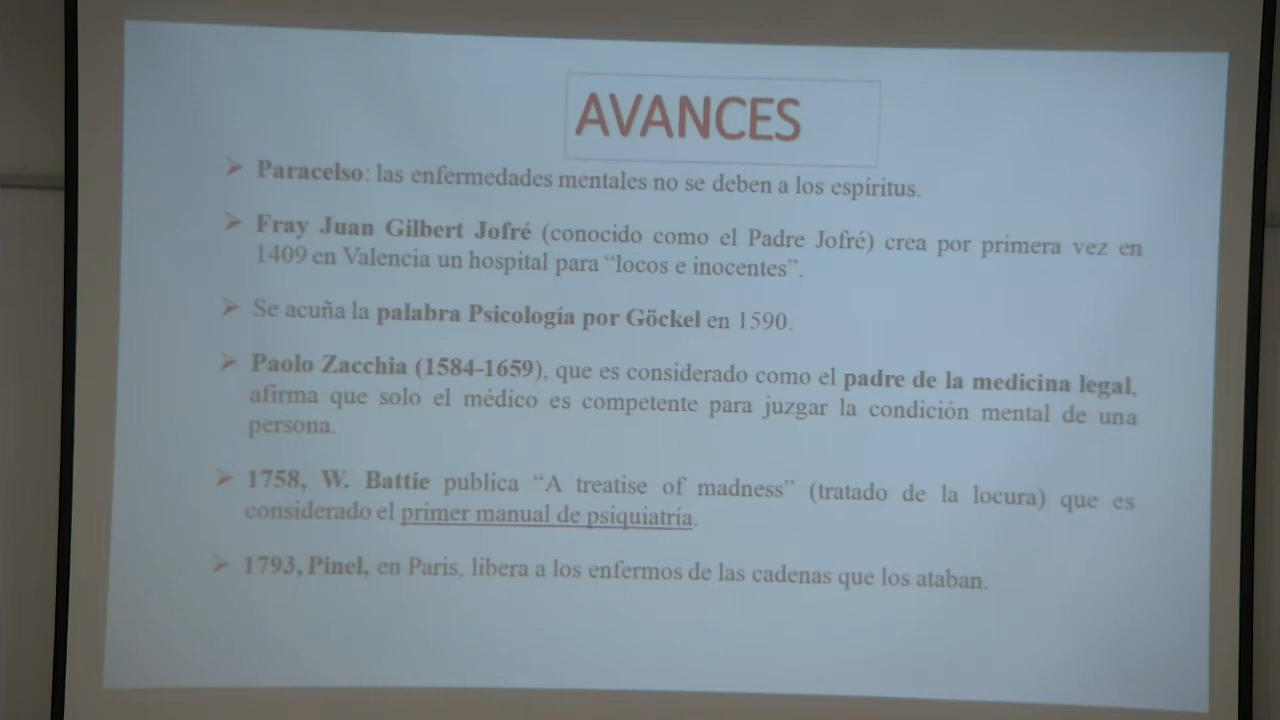 AVANCES
➢ Paracelso: las enfermedades mentales no se deben a los espíritus.
➢ Fray Juan Gilbert Jofré (conocido como el Padre Jofré) crea por primera vez en
1409 en Valencia un hospital para “locos e inocentes”.
➢ Se acuña la palabra Psicología por Göckel en 1590.
➢ Paolo Zacchia (1584-1659), que es considerado como el padre de la medicina legal,
afirma que solo el médico es competente para juzgar la condición mental de una
persona.
➢ 1758, W. Battie publica “A treatise of madness” (tratado de la locura) que es
considerado el primer manual de psiquiatría.
➢ 1793, Pinel, en Paris, libera a los enfermos de las cadenas que los ataban.